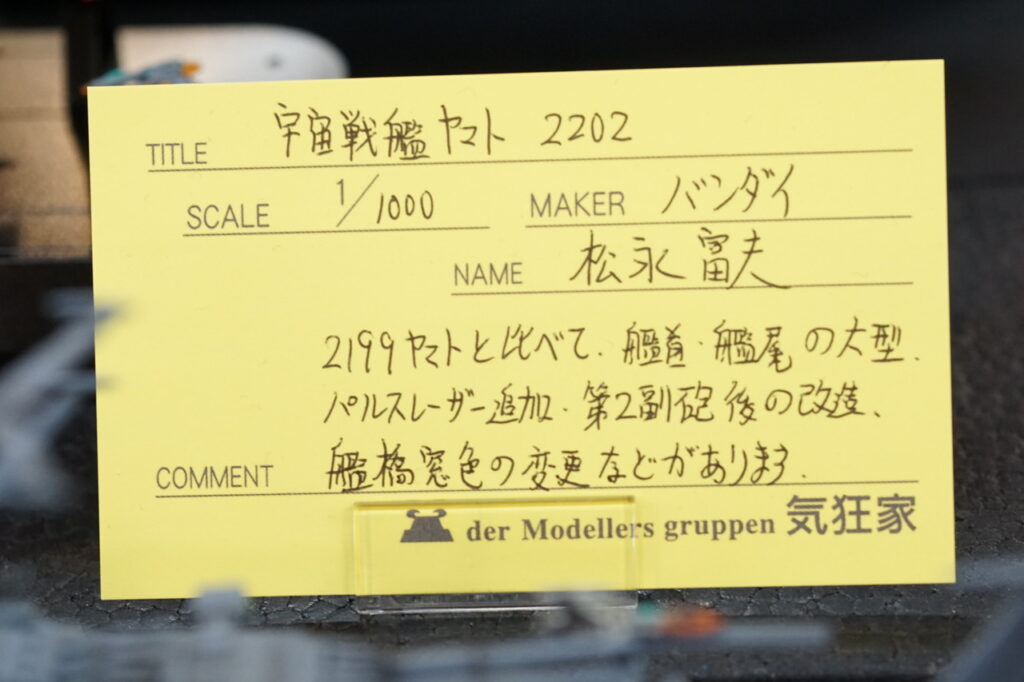 TITLE 宇宙戦艦ヤマト 2202
SCALE 1/1000 MAKER バンダイ
NAME 松永富夫
2199ヤマトと比べて、艦首・艦尾の大型
パルスレーザー追加、第2副砲後の改造、
COMMENT 艦橋窓色の変更などがあります。
der Modellers gruppen 気狂家